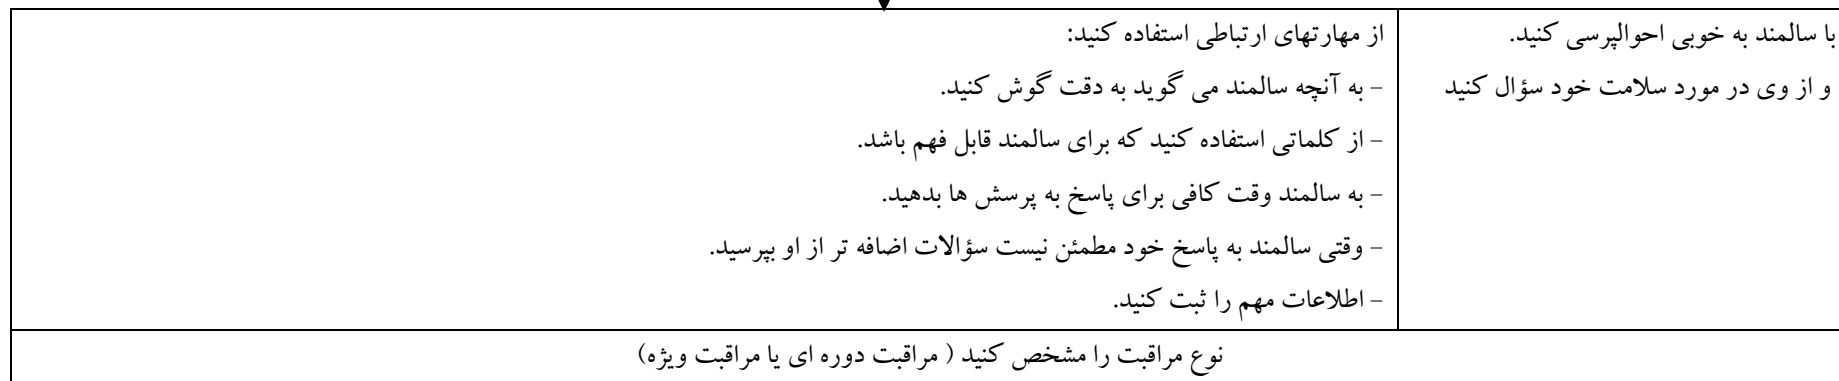 با سالمند به خوبی احوالپرسی کنید.
و از وی در مورد سلامت خود سؤال کنید
از مهارتهای ارتباطی استفاده کنید:
- به آنچه سالمند می گوید به دقت گوش کنید.
- از کلماتی استفاده کنید که برای سالمند قابل فهم باشد.
- به سالمند وقت کافی برای پاسخ به پرسش ها بدهید.
- وقتی سالمند به پاسخ خود مطمئن نیست سؤالات اضافه تر از او بپرسید.
- اطلاعات مهم را ثبت کنید.
نوع مراقبت را مشخص کنید ( مراقبت دوره ای یا مراقبت ویژه)